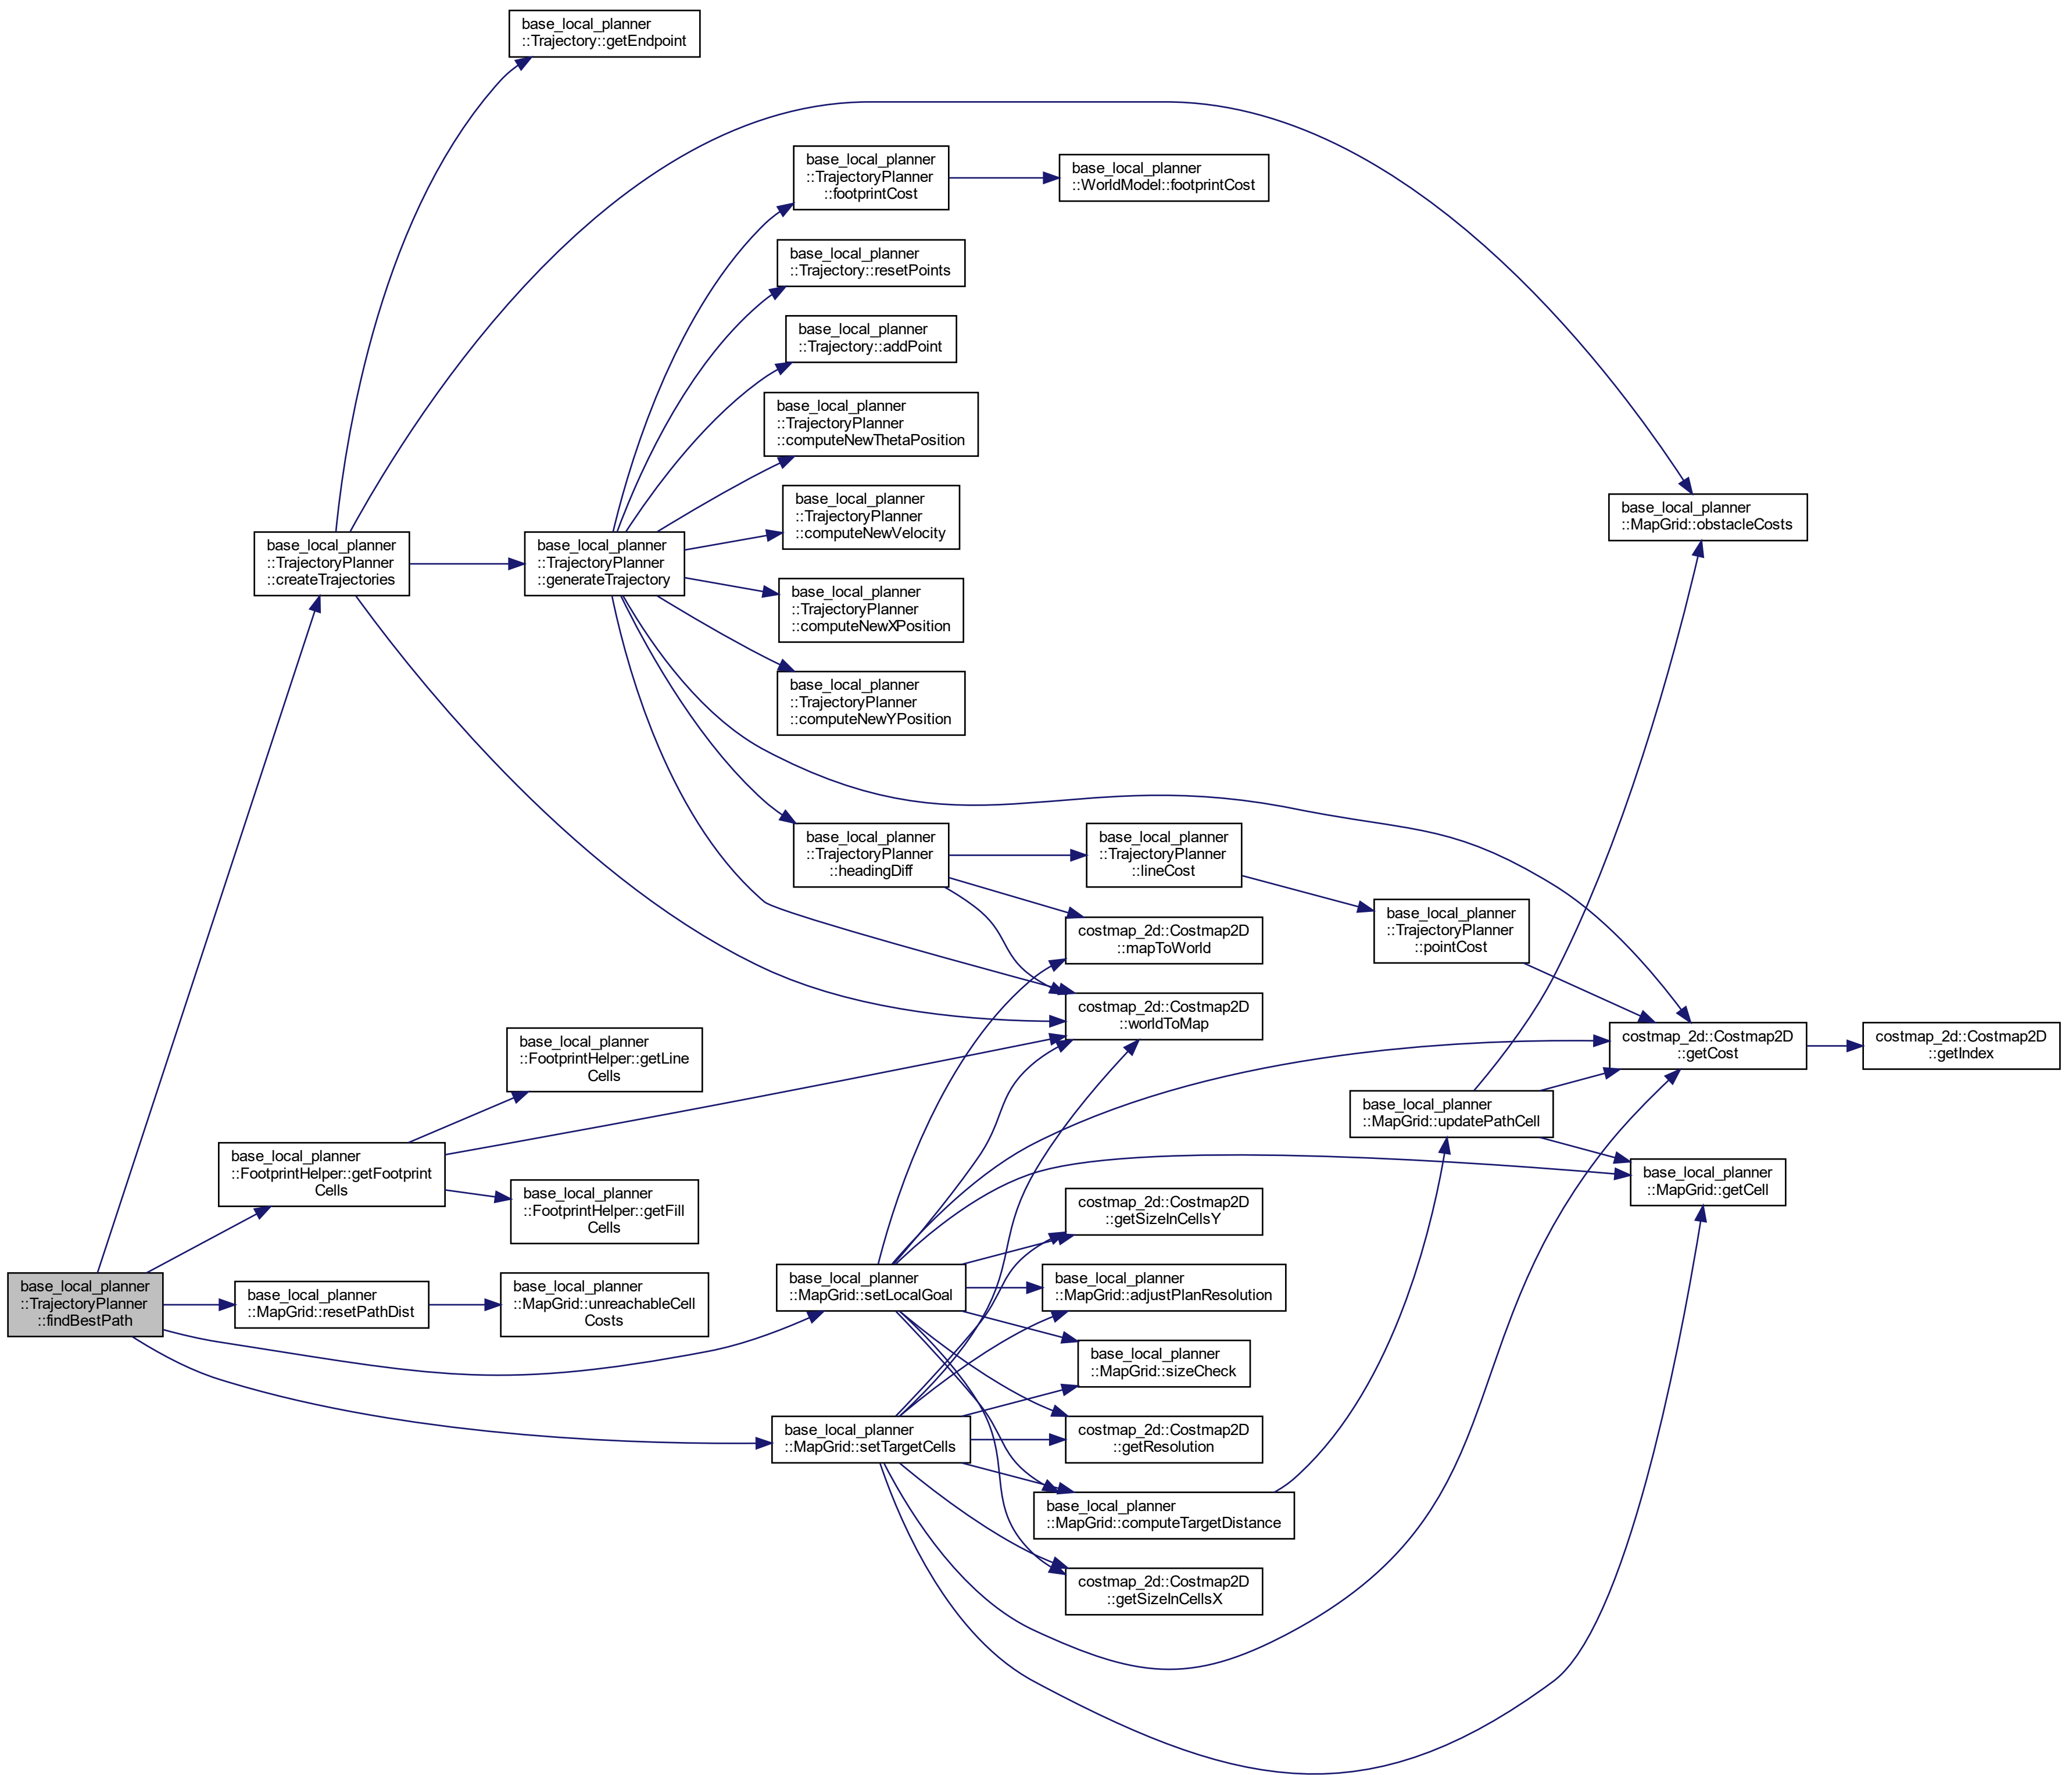 base_local_planner
::Trajectory::getEndpoint
base_local_planner
::TrajectoryPlanner
::footprintCost
base_local_planner
::WorldModel::footprintCost
base_local_planner
::Trajectory::resetPoints
base_local_planner
::Trajectory::addPoint
base_local_planner
::TrajectoryPlanner
::computeNewThetaPosition
base_local_planner
::TrajectoryPlanner
::computeNewVelocity
base_local_planner
::MapGrid::obstacleCosts
base_local_planner
::TrajectoryPlanner
::createTrajectories
base_local_planner
::TrajectoryPlanner
::generateTrajectory
base_local_planner
::TrajectoryPlanner
::computeNewXPosition
base_local_planner
::TrajectoryPlanner
::computeNewYPosition
base_local_planner
::TrajectoryPlanner
::headingDiff
base_local_planner
::TrajectoryPlanner
::lineCost
base_local_planner
::TrajectoryPlanner
::pointCost
costmap_2d::Costmap2D
::mapToWorld
costmap_2d::Costmap2D
::worldToMap
costmap_2d::Costmap2D
::getCost
costmap_2d::Costmap2D
::getIndex
base_local_planner
::FootprintHelper::getLine
Cells
base_local_planner
::MapGrid::updatePathCell
base_local_planner
::FootprintHelper::getFootprint
Cells
base_local_planner
::MapGrid::getCell
base_local_planner
::FootprintHelper::getFill
Cells
costmap_2d::Costmap2D
::getSizeInCellsY
base_local_planner
::TrajectoryPlanner
::findBestPath
base_local_planner
::MapGrid::resetPathDist
base_local_planner
::MapGrid::unreachableCell
Costs
base_local_planner
::MapGrid::setLocalGoal
base_local_planner
::MapGrid::adjustPlanResolution
base_local_planner
::MapGrid::sizeCheck
base_local_planner
::MapGrid::setTargetCells
costmap_2d::Costmap2D
::getResolution
base_local_planner
::MapGrid::computeTargetDistance
costmap_2d::Costmap2D
::getSizeInCellsX